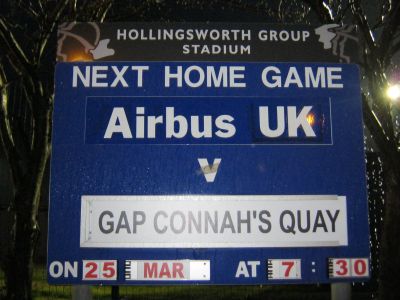 HOLLINGSWORTH GROUP
STADIUM
NEXT HOME GAME
Airbus UK
V
GAP CONNAH'S QUAY
ON 25 MAR AT 7:30